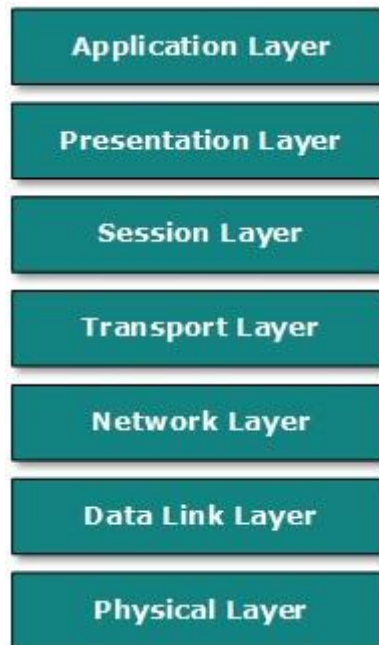 Application Layer
Presentation Layer
Session Layer
Transport Layer
Network Layer
Data Link Layer
Physical Layer